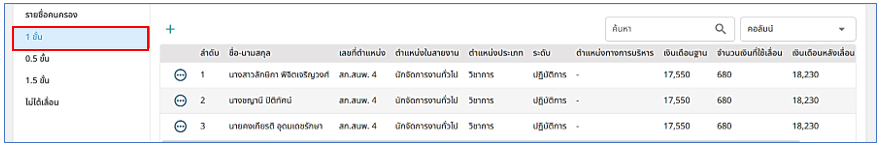 รายชื่อคนครอง
1 ขั้น
0.5 ขั้น
1.5 ขั้น
ไม่ได้เลื่อน
+ ค้นหา คอลัมน์
ลำดับ ชื่อ-นามสกุล เลขที่ตำแหน่ง ตำแหน่งในสายงาน ตำแหน่งประเภท ระดับ ตำแหน่งทางการบริหาร เงินเดือนฐาน จำนวนเงินที่ใช้เลื่อน เงินเดือนหลังเลื่อน
1 นางสาวลักษิกา พิจิตเจริญวงศ์ สก.สนพ. 4 นักจัดการงานทั่วไป วิชาการ ปฏิบัติการ - 17,550 680 18,230
2 นางชญานี ปิติทัศน์ สก.สนพ. 4 นักจัดการงานทั่วไป วิชาการ ปฏิบัติการ - 17,550 680 18,230
3 นายคงเกียรติ อุดมเดชรักษา สก.สนพ. 4 นักจัดการงานทั่วไป วิชาการ ปฏิบัติการ - 17,550 680 18,230